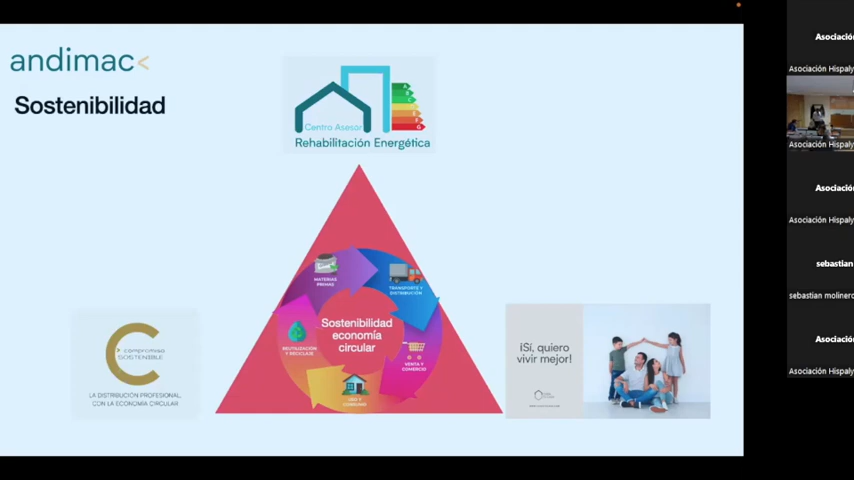 andimac
Sostenibilidad
Centro Asesor
Rehabilitación Energética
A
B
C
D
E
F
G
MATERIAS
PRIMAS
TRANSPORTE Y
DISTRIBUCIÓN
Sostenibilidad
economía
circular
REUTILIZACIÓN
Y RECICLAJE
VENTA Y
COMERCIO
USO Y
CONSUMO
compromiso
SOSTENIBLE
LA DISTRIBUCIÓN PROFESIONAL,
CON LA ECONOMÍA CIRCULAR
¡Sí, quiero
vivir mejor!
Asociación
Asociación Hispaly
Asociación Hispaly
Asociación
Asociación Hispaly
sebastian
sebastian molinero
Asociación
Asociación Hispaly